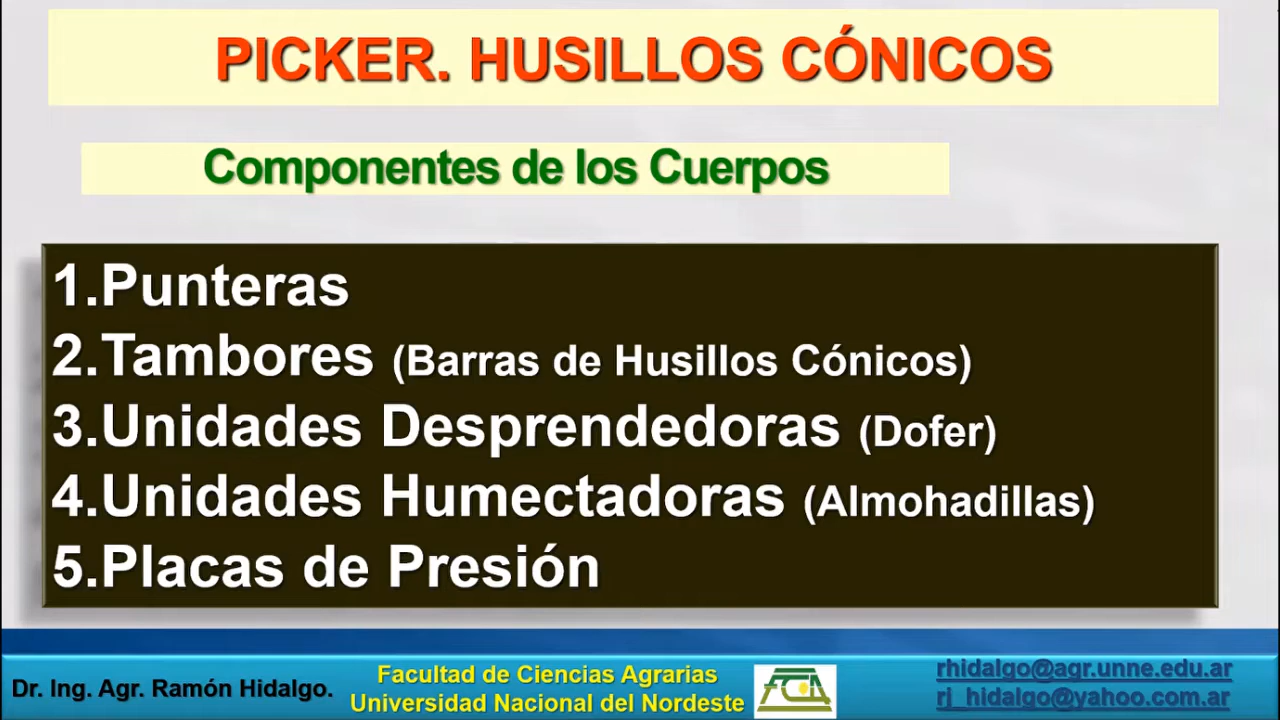 PICKER. HUSILLOS CÓNICOS
Componentes de los Cuerpos
1.Punteras
2.Tambores (Barras de Husillos Cónicos)
3.Unidades Desprendedoras (Dofer)
4.Unidades Humectadoras (Almohadillas)
5.Placas de Presión
Dr. Ing. Agr. Ramón Hidalgo.
Facultad de Ciencias Agrarias
Universidad Nacional del Nordeste
FCA
rhidalgo@agr.unne.edu.ar
rj_hidalgo@yahoo.com.ar